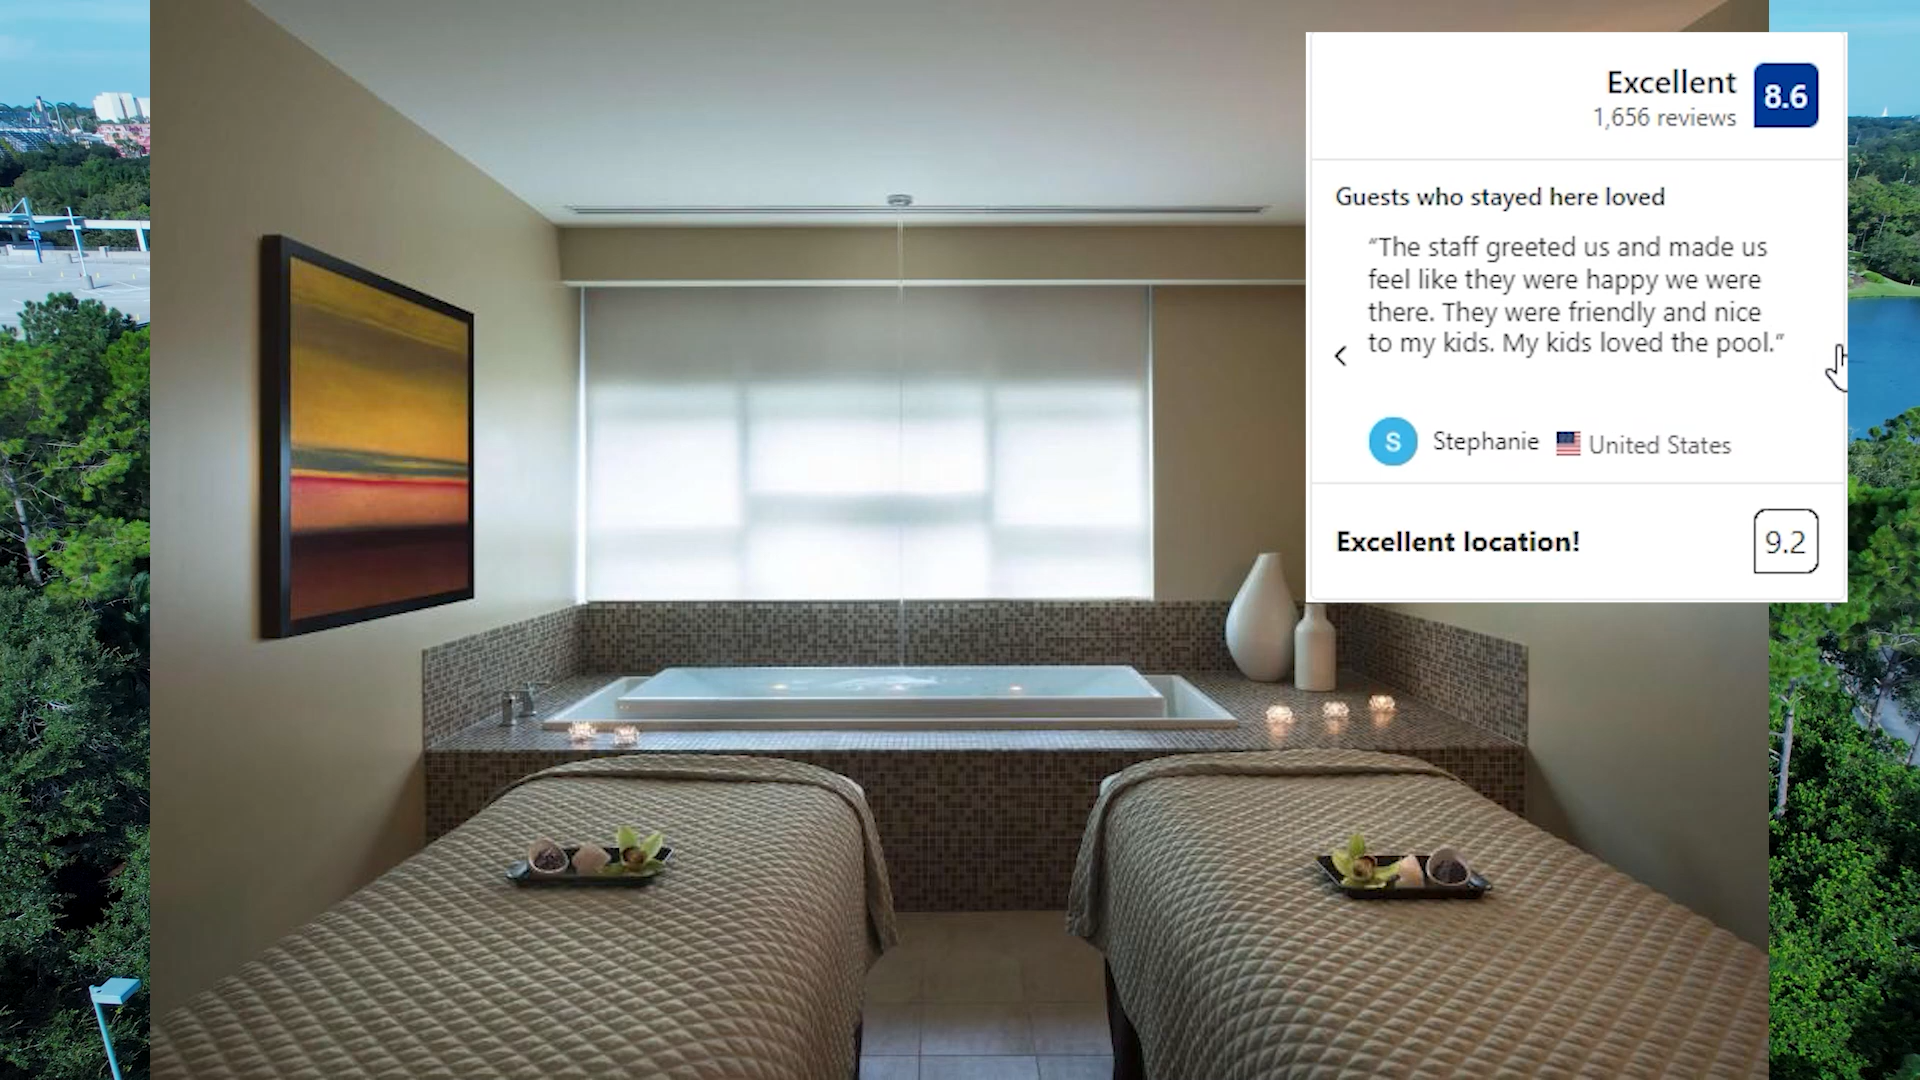 Excellent
1,656 reviews
8.6
Guests who stayed here loved
“The staff greeted us and made us
feel like they were happy we were
there. They were friendly and nice
to my kids. My kids loved the pool.”
S
Stephanie
United States
Excellent location!
9.2